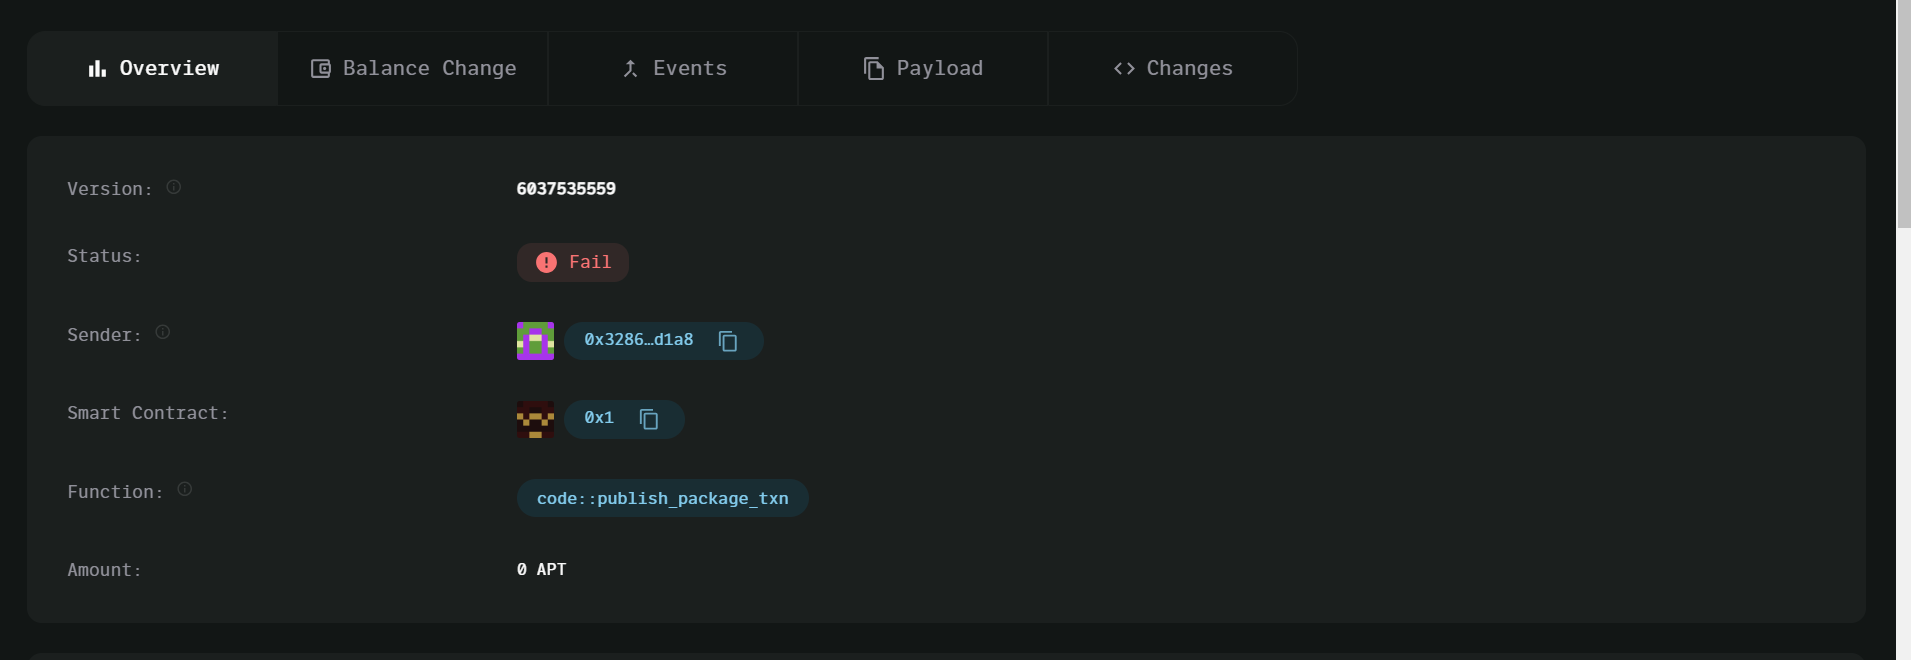 Overview
Balance Change
Events
Payload
Changes
Version:
6037535559
Status:
Fail
Sender:
0x3286…d1a8
Smart Contract:
0x1
Function:
code::publish_package_txn
Amount:
0 APT